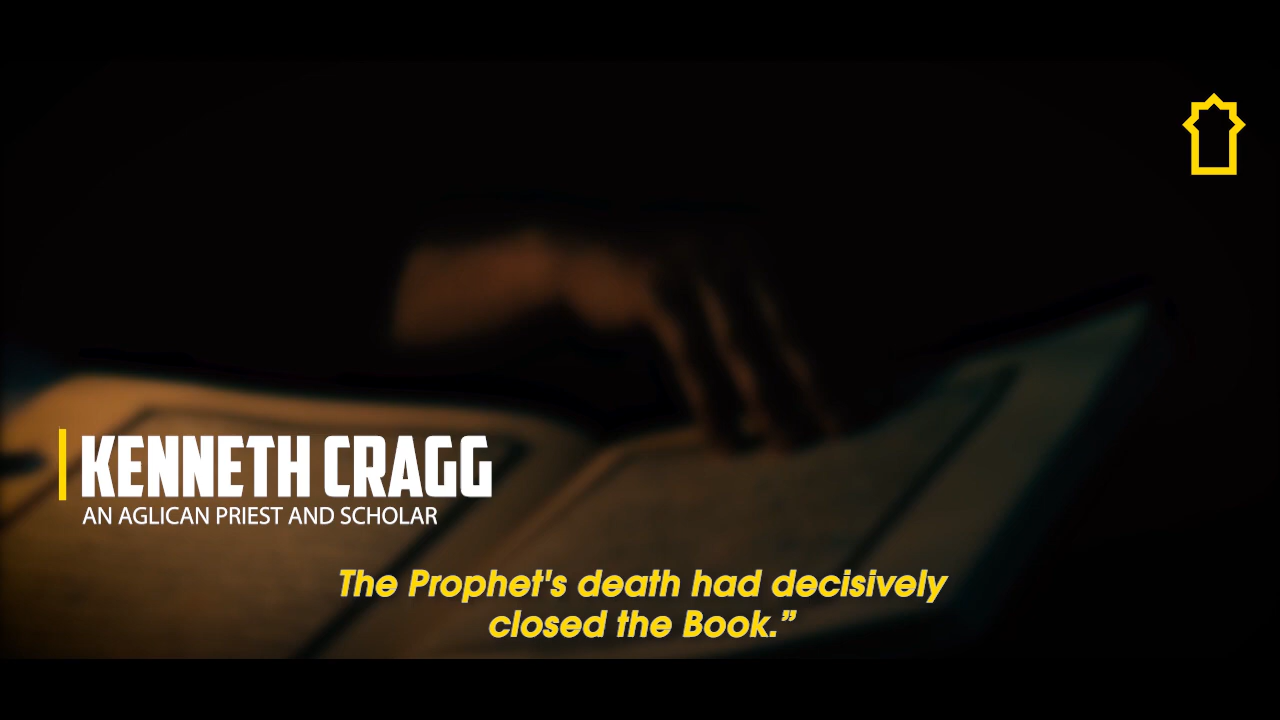 KENNETH CRAGG
AN AGLICAN PRIEST AND SCHOLAR
The Prophet's death had decisively
closed the Book.”